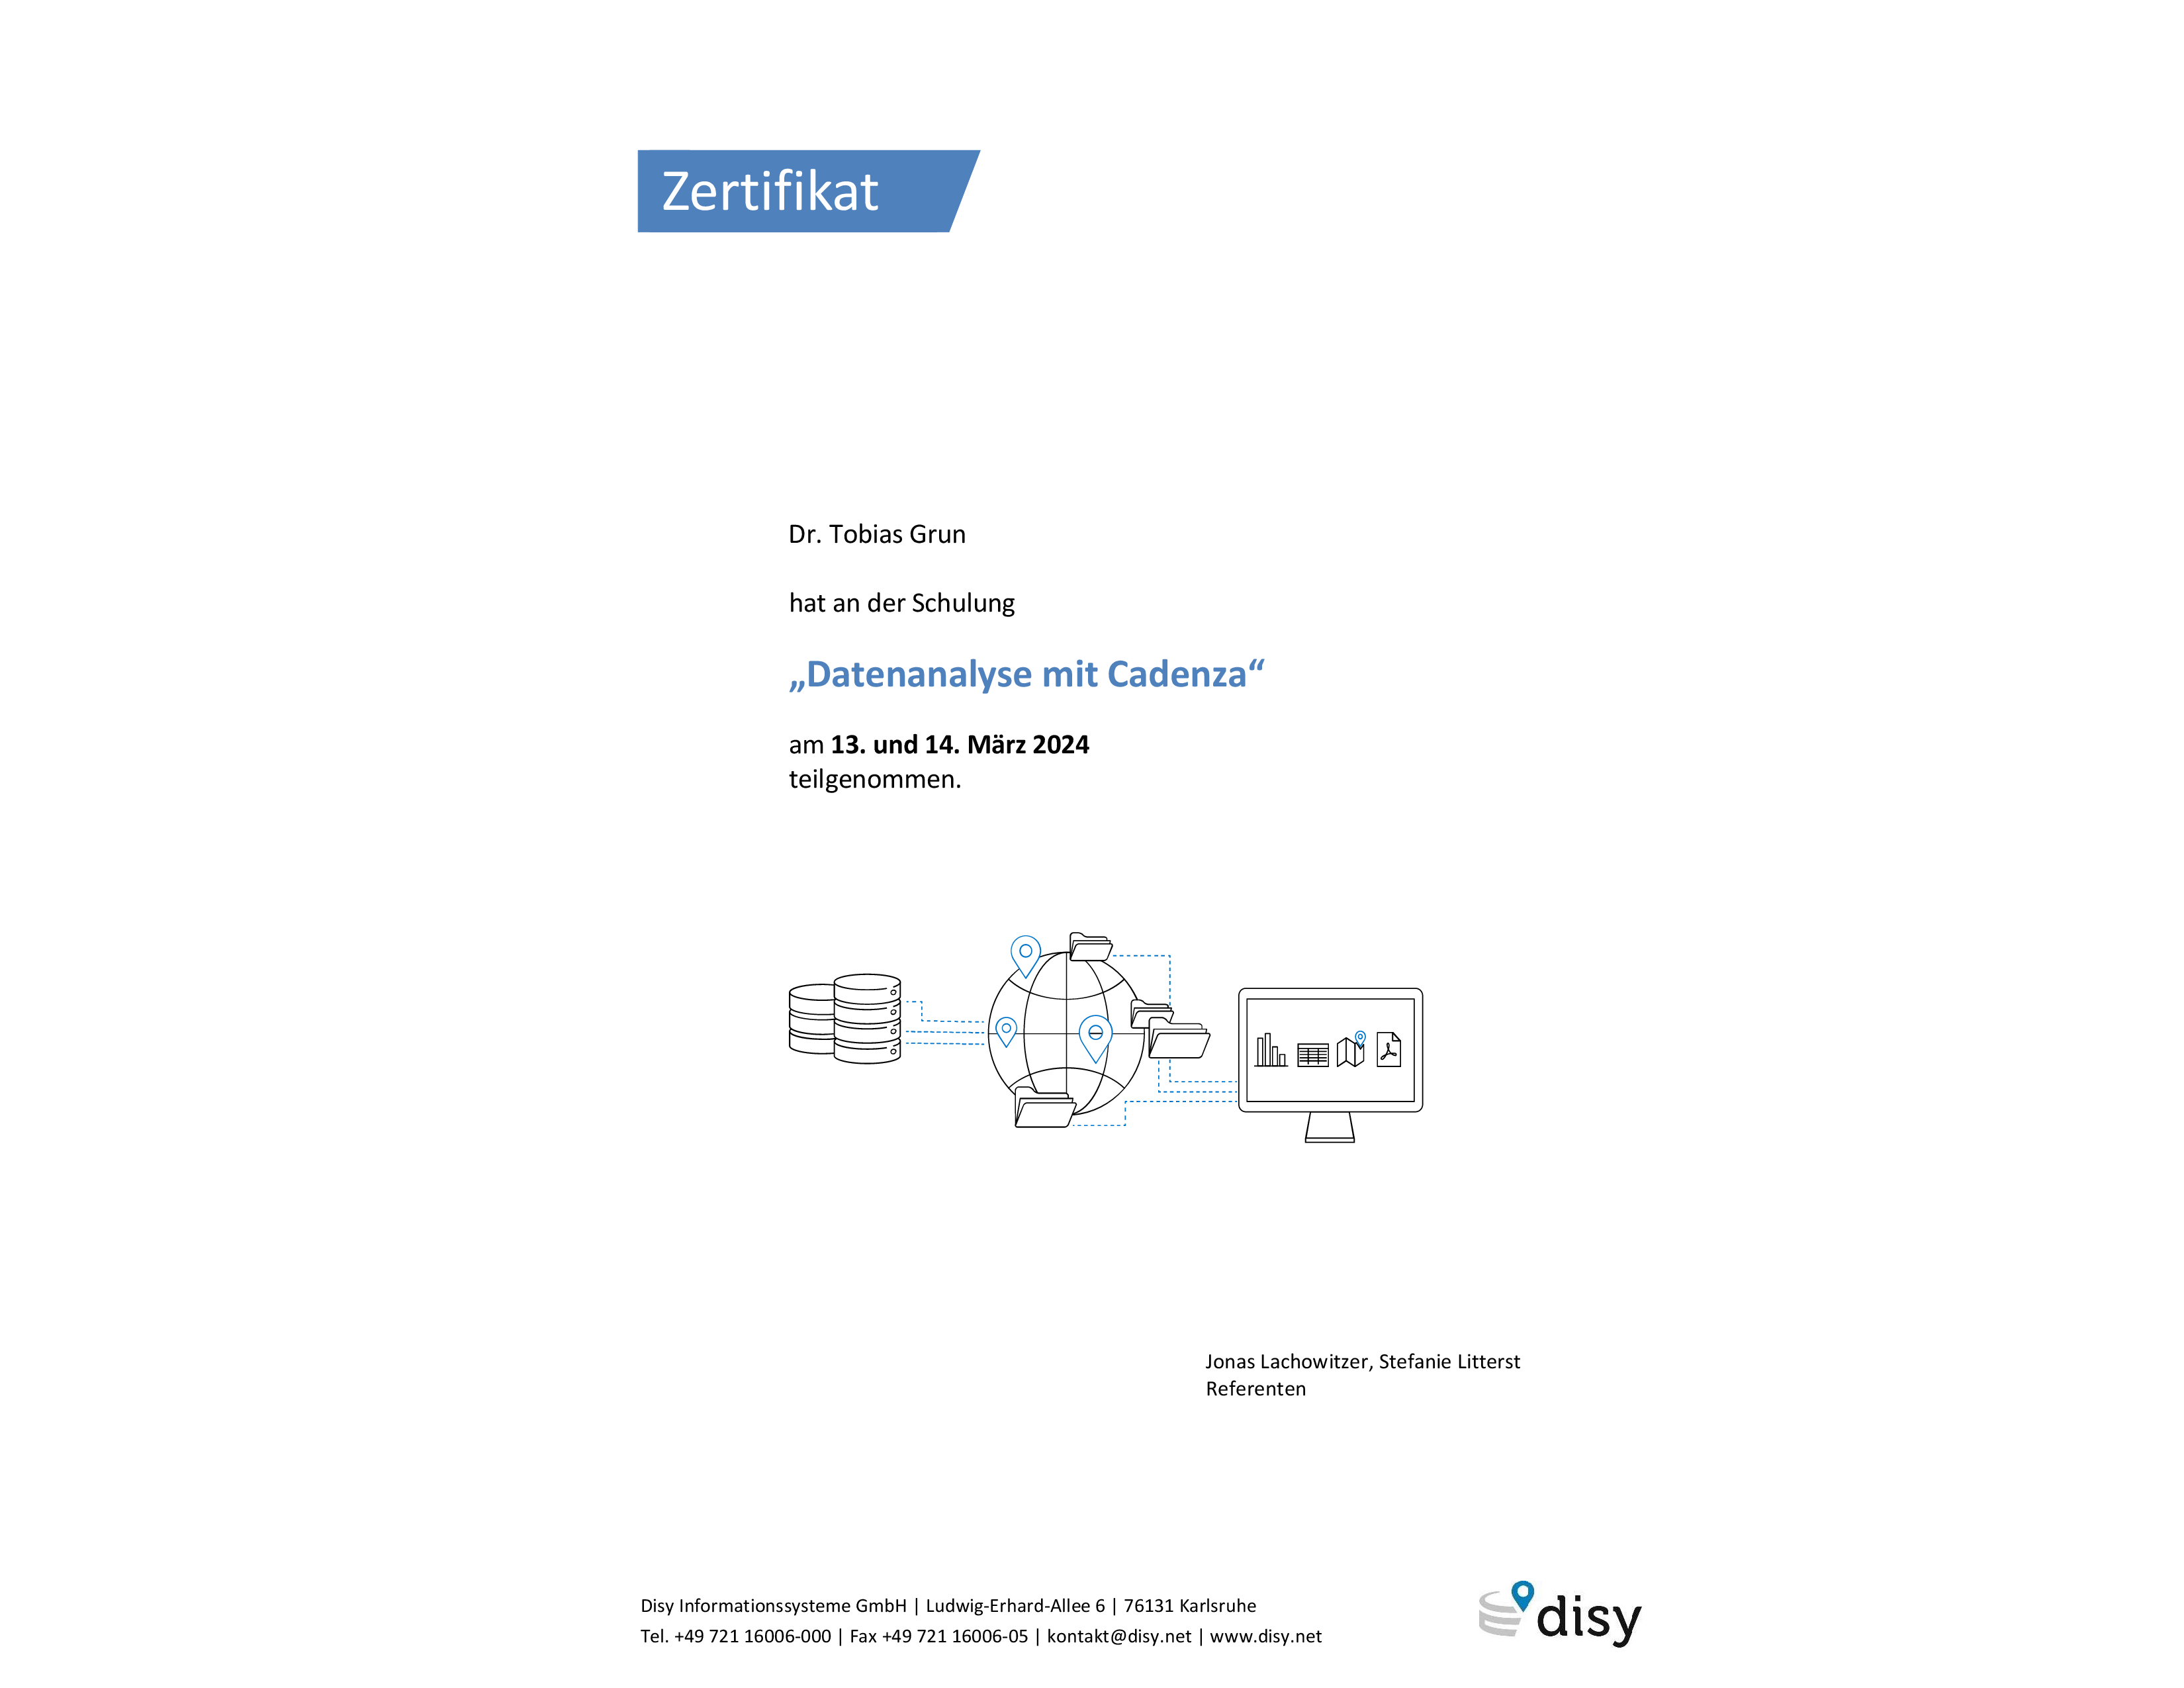 Zertifikat
Dr. Tobias Grun
hat an der Schulung
„Datenanalyse mit Cadenza“
am 13. und 14. März 2024
teilgenommen.
Jonas Lachowitzer, Stefanie Litterst
Referenten
Disy Informationssysteme GmbH | Ludwig-Erhard-Allee 6 | 76131 Karlsruhe
Tel. +49 721 16006-000 | Fax +49 721 16006-05 | kontakt@disy.net | www.disy.net
disy